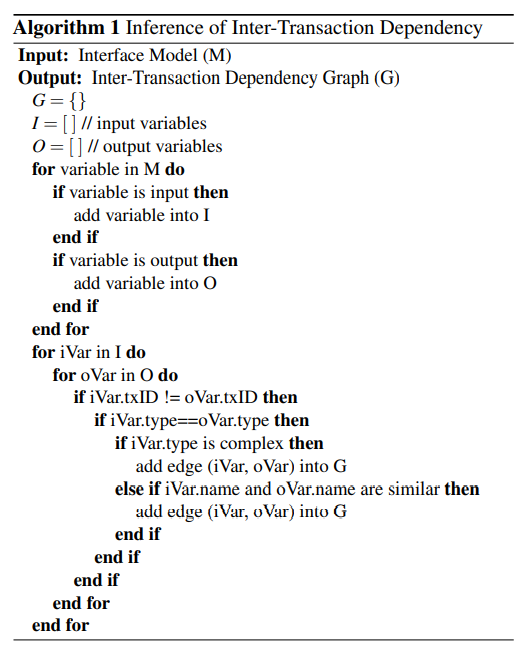 Algorithm 1 Inference of Inter-Transaction Dependency
Input: Interface Model (M)
Output: Inter-Transaction Dependency Graph (G)
G = {}
I = [ ] // input variables
O = [ ] // output variables
for variable in M do
if variable is input then
add variable into I
end if
if variable is output then
add variable into O
end if
end for
for iVar in I do
for oVar in O do
if iVar.txID != oVar.txID then
if iVar.type==oVar.type then
if iVar.type is complex then
add edge (iVar, oVar) into G
else if iVar.name and oVar.name are similar then
add edge (iVar, oVar) into G
end if
end if
end if
end for
end for